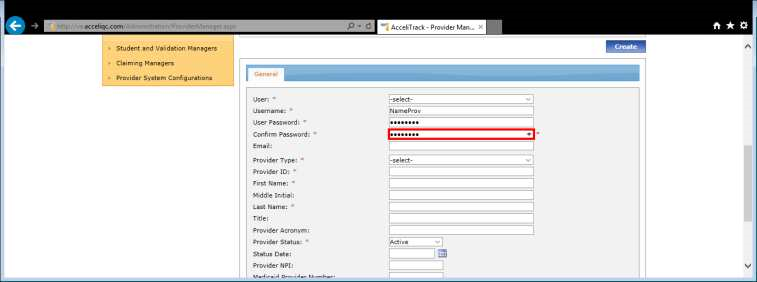 http://ve.acceliqc.com/Administration/ProviderManager.aspx
AcceliTrack - Provider Man...
Student and Validation Managers
Claiming Managers
Provider System Configurations
Create
General
User: * -select-
Username: * NameProv
User Password: * ••••••••
Confirm Password: * •••••••• *
Email:
Provider Type: * -select-
Provider ID: *
First Name: *
Middle Initial:
Last Name: *
Title:
Provider Acronym:
Provider Status: * Active
Status Date:
Provider NPI:
Medicaid Provider Number: